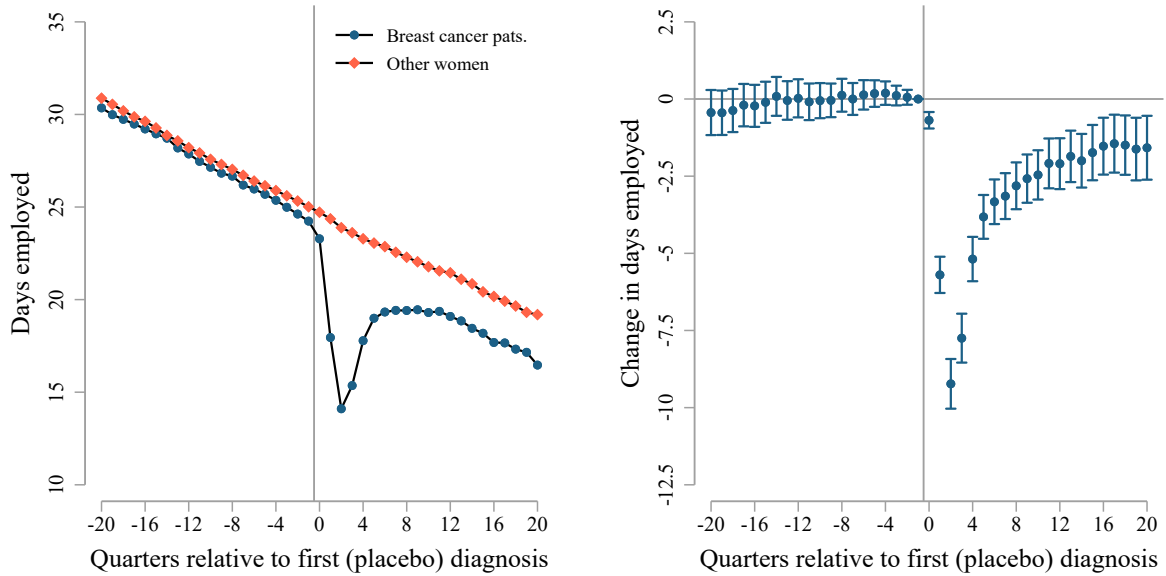 35
30
25
20
15
10
Days employed
Breast cancer pats.
Other women
-20 -16 -12 -8 -4 0 4 8 12 16 20
Quarters relative to first (placebo) diagnosis
2.5
0
-2.5
-5
-7.5
-10
-12.5
Change in days employed
-20 -16 -12 -8 -4 0 4 8 12 16 20
Quarters relative to first (placebo) diagnosis